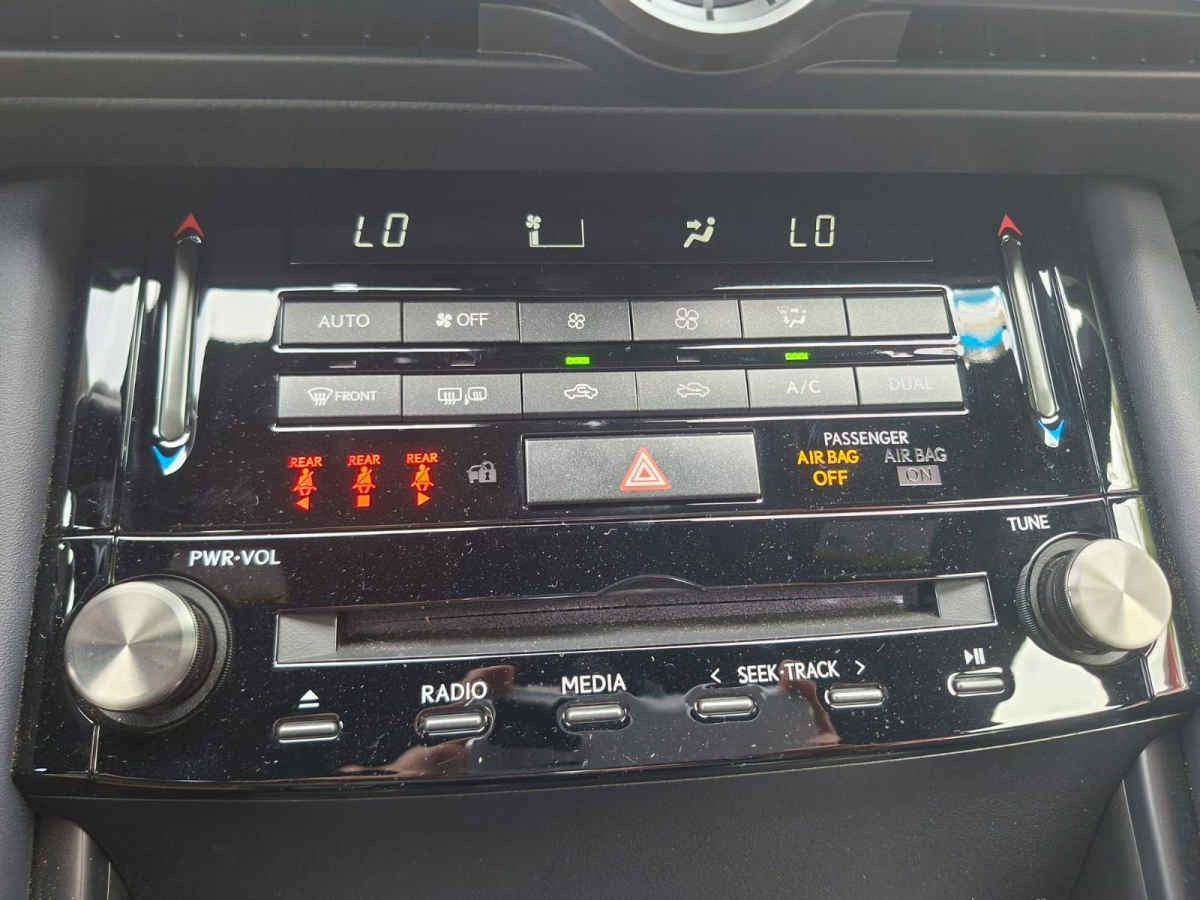 LO LO
AUTO OFF
FRONT A/C DUAL
PASSENGER
REAR REAR REAR AIR BAG AIR BAG
OFF ON
PWR·VOL TUNE
RADIO MEDIA < SEEK·TRACK >